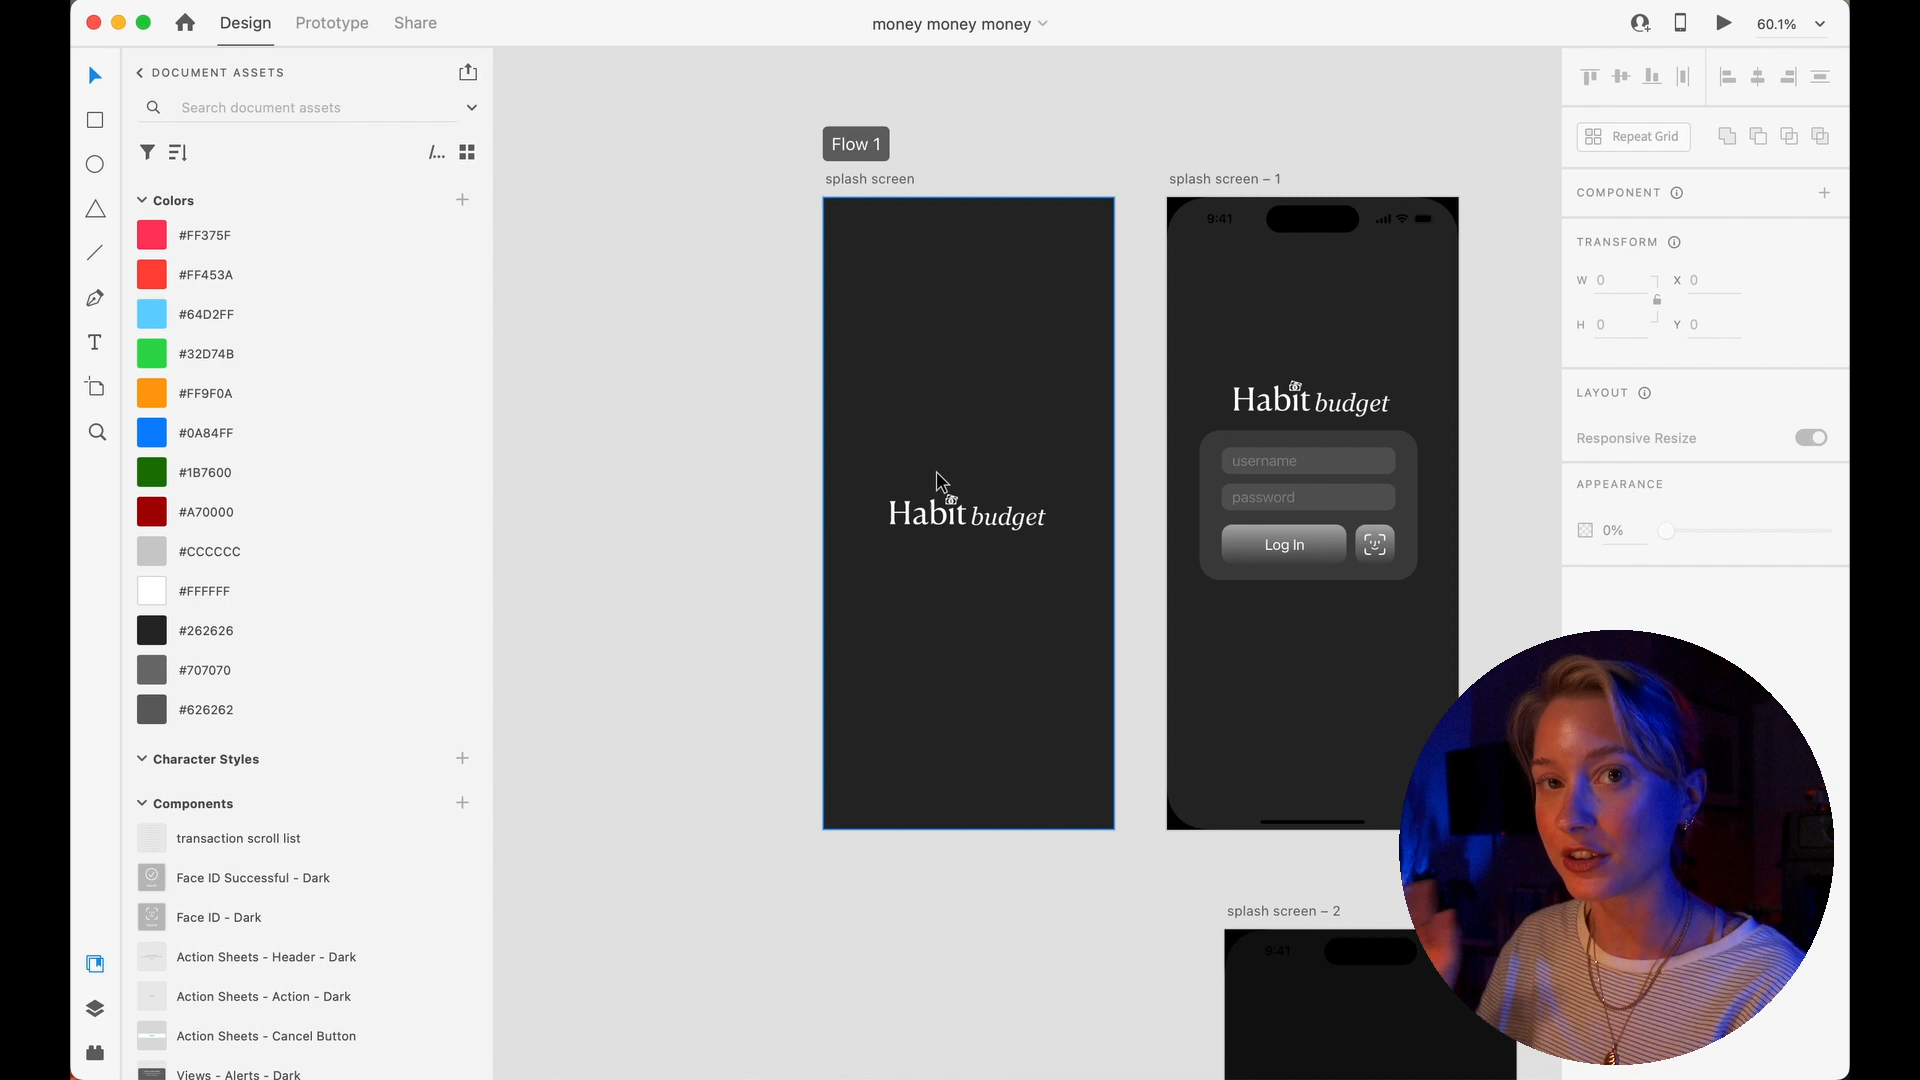 Design
Prototype
Share
money money money
60.1%
DOCUMENT ASSETS
Search document assets
/...
Colors
#FF375F
#FF453A
#64D2FF
#32D74B
#FF9F0A
#0A84FF
#1B7600
#A70000
#CCCCCC
#FFFFFF
#262626
#707070
#626262
Character Styles
Components
transaction scroll list
Face ID Successful - Dark
Face ID - Dark
Action Sheets - Header - Dark
Action Sheets - Action - Dark
Action Sheets - Cancel Button
Views - Alerts - Dark
Flow 1
splash screen
Habit budget
splash screen – 1
9:41
Habit budget
username
password
Log In
splash screen – 2
9:41
Repeat Grid
COMPONENT
TRANSFORM
W 0
X 0
H 0
Y 0
LAYOUT
Responsive Resize
APPEARANCE
0%